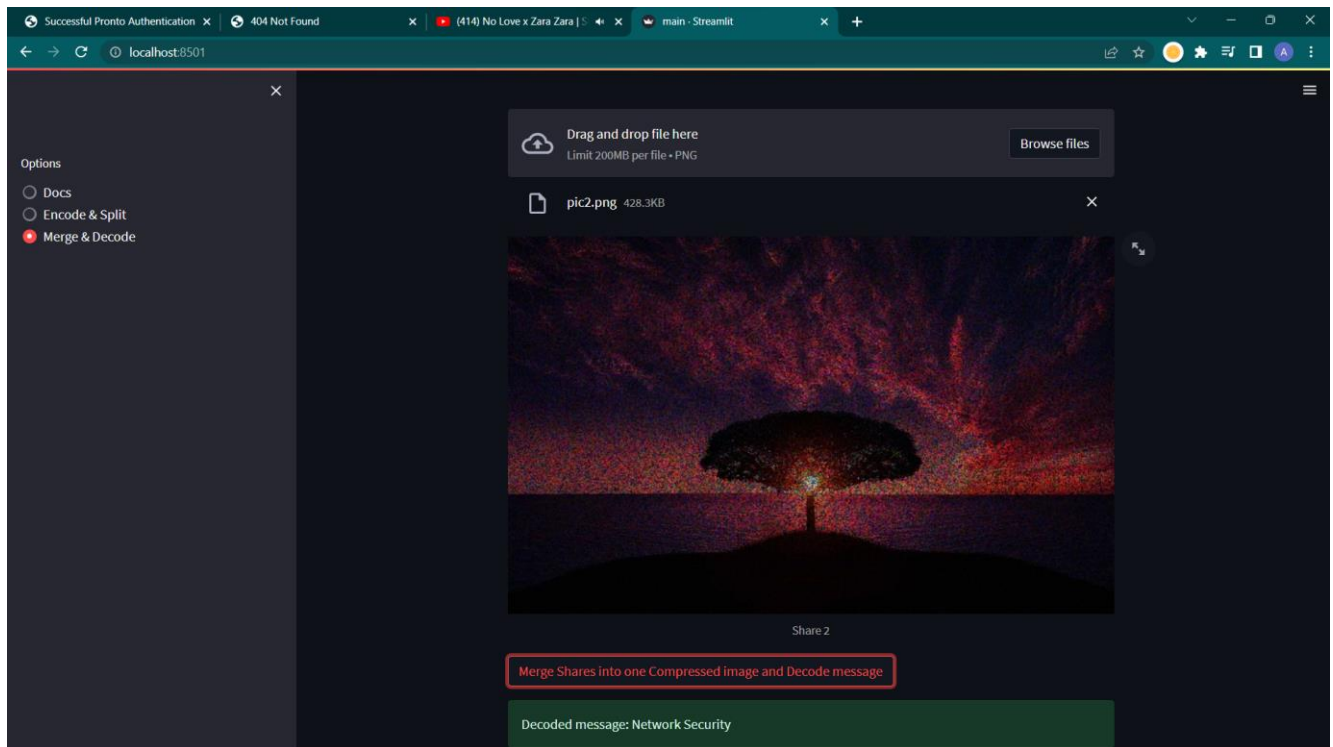 Successful Pronto Authentication
404 Not Found
(414) No Love x Zara Zara | S
main · Streamlit
localhost:8501
A
Options
Docs
Encode & Split
Merge & Decode
Drag and drop file here
Limit 200MB per file • PNG
Browse files
pic2.png 428.3KB
Share 2
Merge Shares into one Compressed image and Decode message
Decoded message: Network Security